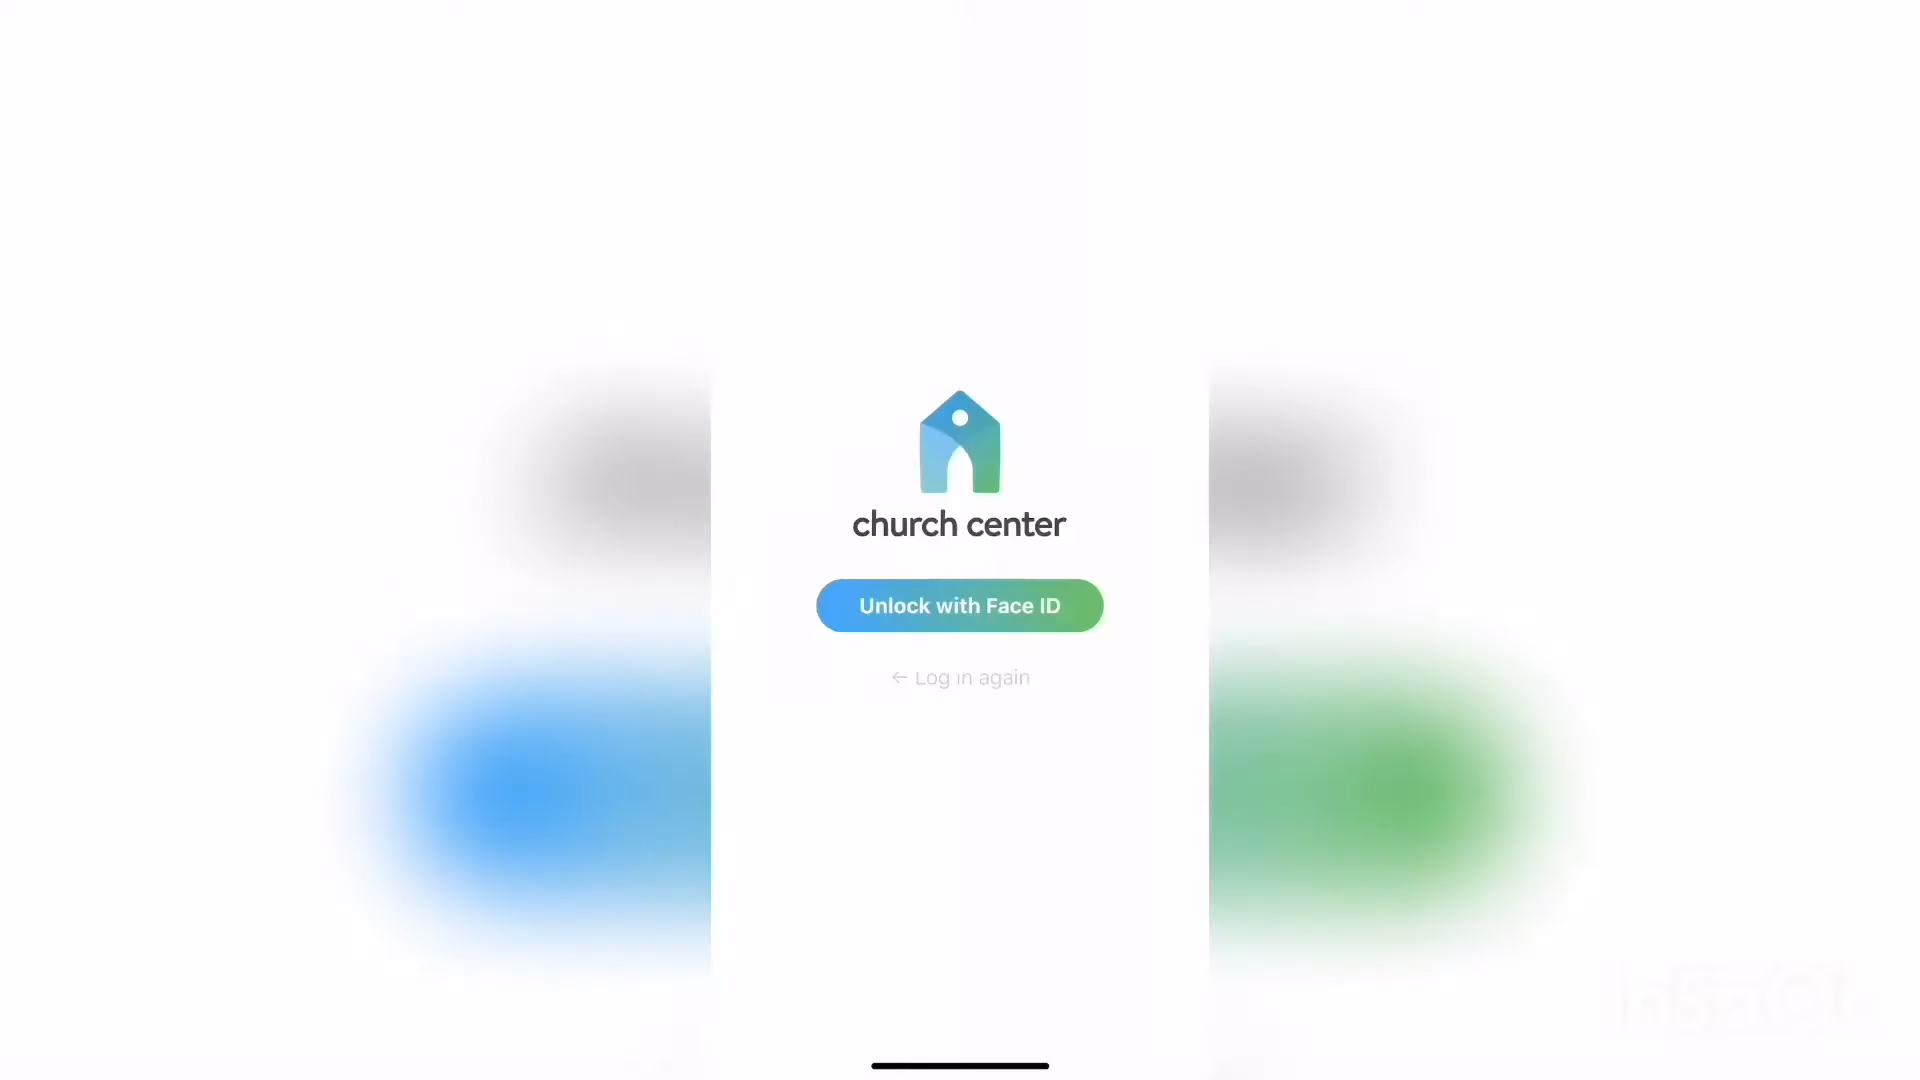 church center
Unlock with Face ID
← Log in again